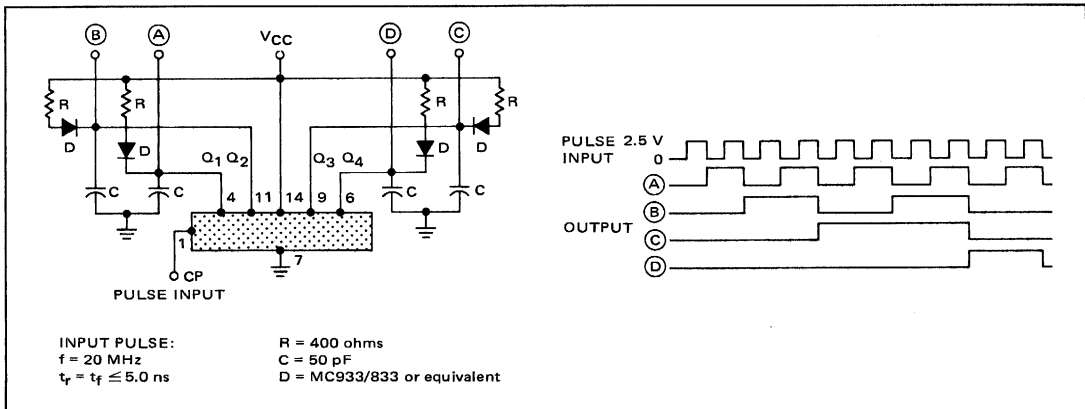 B A VCC D C
R R R R
D D D D
Q1 Q2 Q3 Q4
C C C C
4 11 14 9 6
1
7
CP
PULSE INPUT
INPUT PULSE:
f = 20 MHz
tr = tf ≤ 5.0 ns
R = 400 ohms
C = 50 pF
D = MC933/833 or equivalent
PULSE 2.5 V
INPUT 0
A
B
OUTPUT
C
D